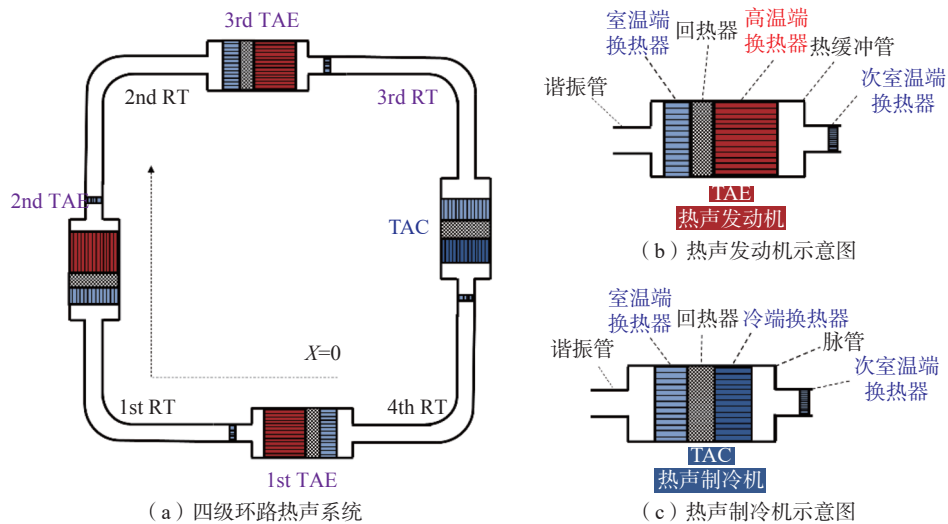 3rd TAE
2nd RT
3rd RT
2nd TAE
TAC
X=0
1st RT
4th RT
1st TAE
(a)四级环路热声系统
室温端
换热器
回热器
高温端
换热器
热缓冲管
谐振管
次室温端
换热器
TAE
热声发动机
(b)热声发动机示意图
室温端
换热器
回热器
冷端换热器
脉管
谐振管
次室温端
换热器
TAC
热声制冷机
(c)热声制冷机示意图